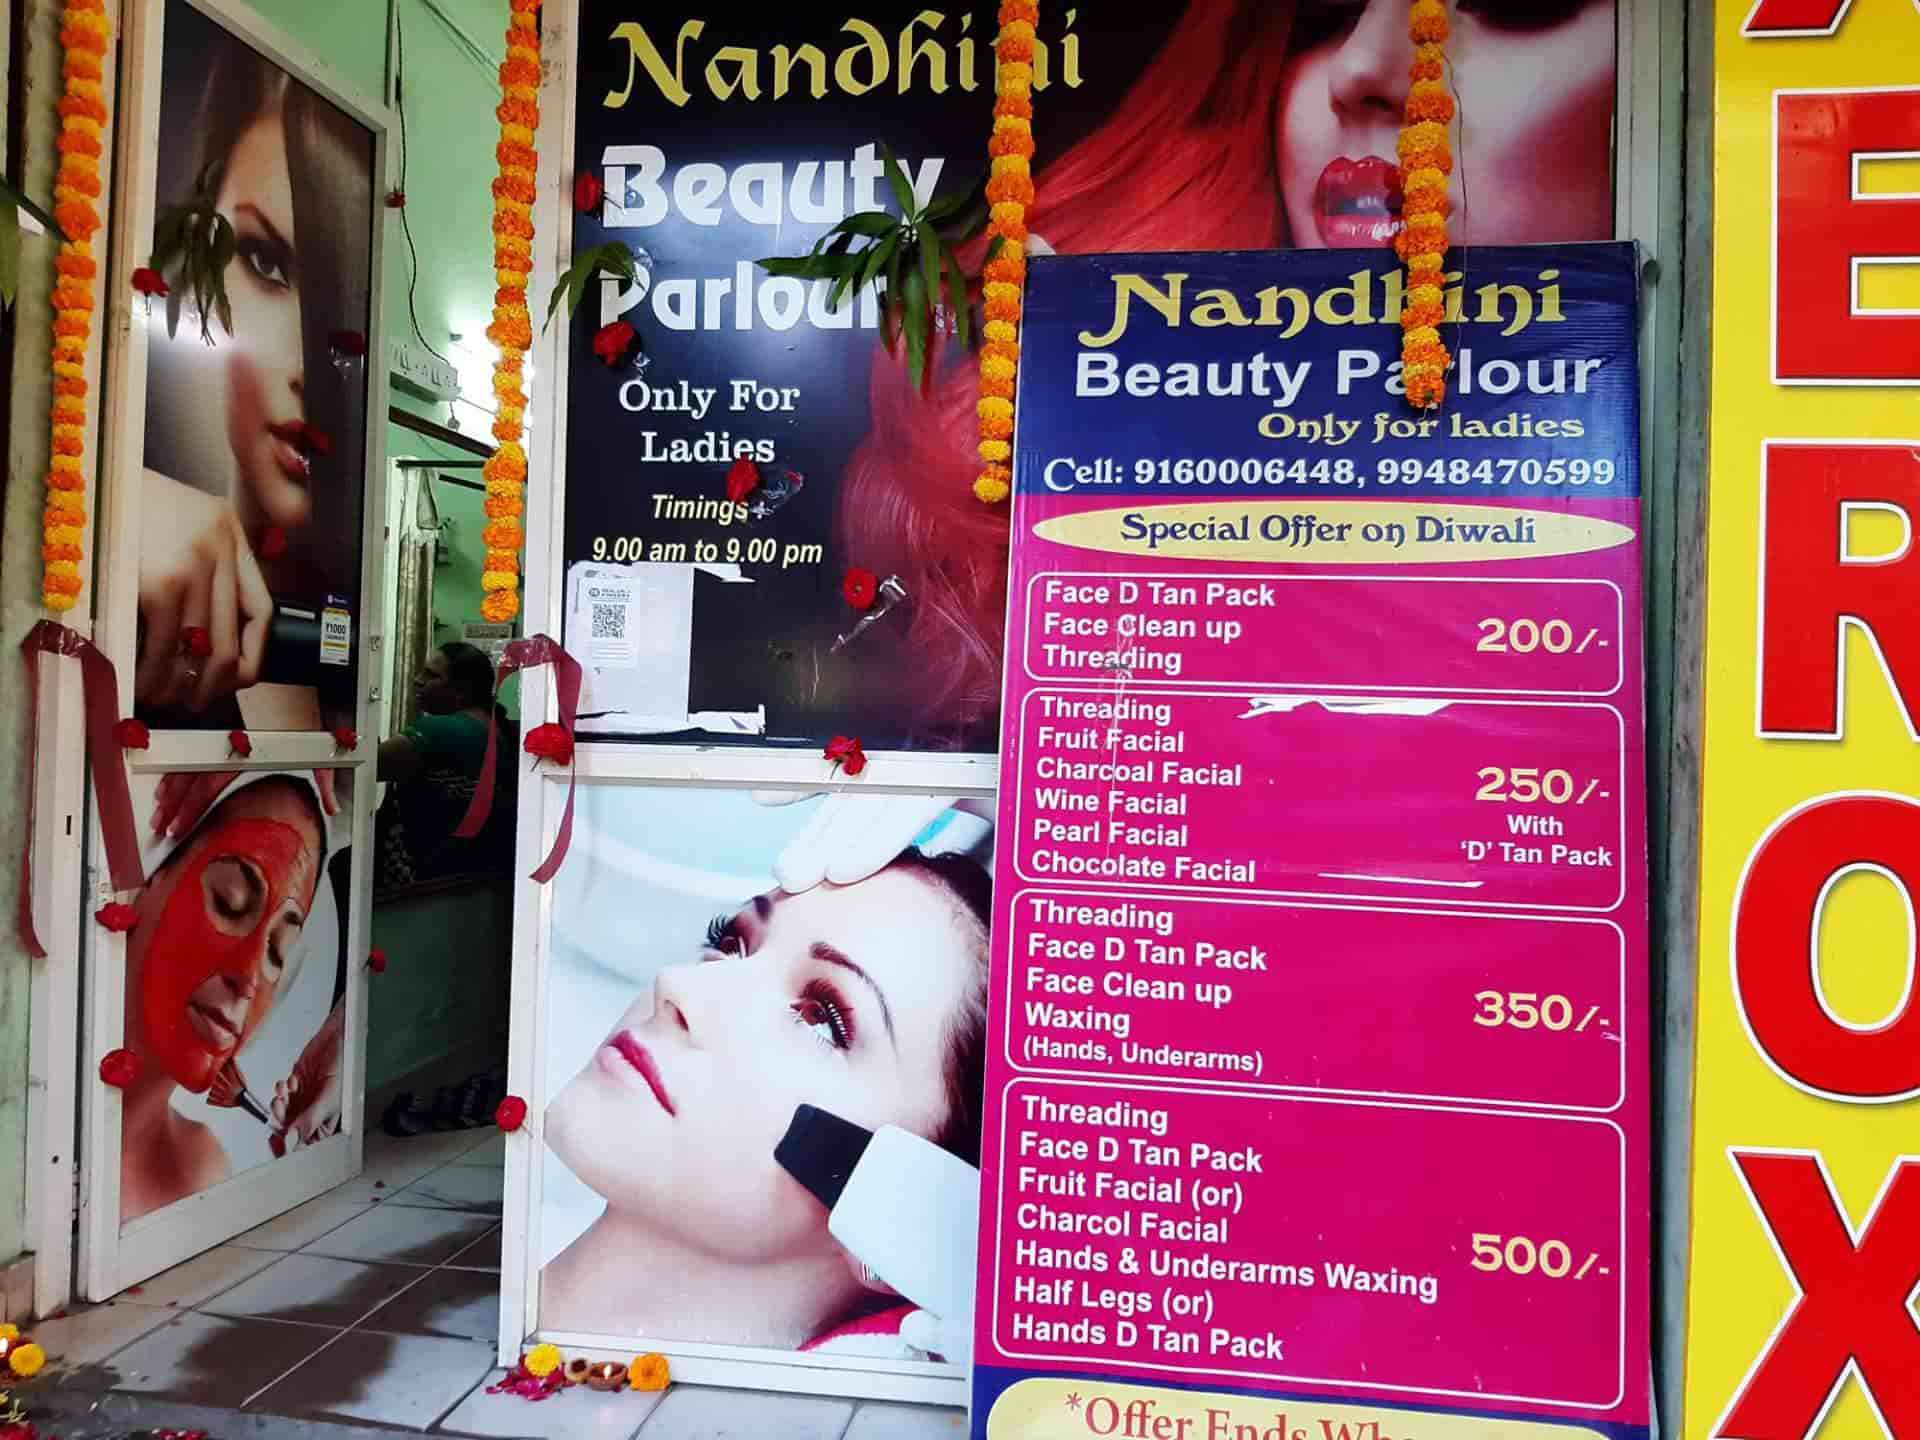 Nandhini
Beauty
Parlour
Only For
Ladies
Timings :
9.00 am to 9.00 pm
₹1000
Nandhini
Beauty Parlour
Only for ladies
Cell: 9160006448, 9948470599
Special Offer on Diwali
Face D Tan Pack
Face Clean up
Threading
200/-
Threading
Fruit Facial
Charcoal Facial
Wine Facial
Pearl Facial
Chocolate Facial
250/-
With
‘D’ Tan Pack
Threading
Face D Tan Pack
Face Clean up
Waxing
(Hands, Underarms)
350/-
Threading
Face D Tan Pack
Fruit Facial (or)
Charcol Facial
Hands & Underarms Waxing
Half Legs (or)
Hands D Tan Pack
500/-
*Offer Ends
X
E
R
O
X